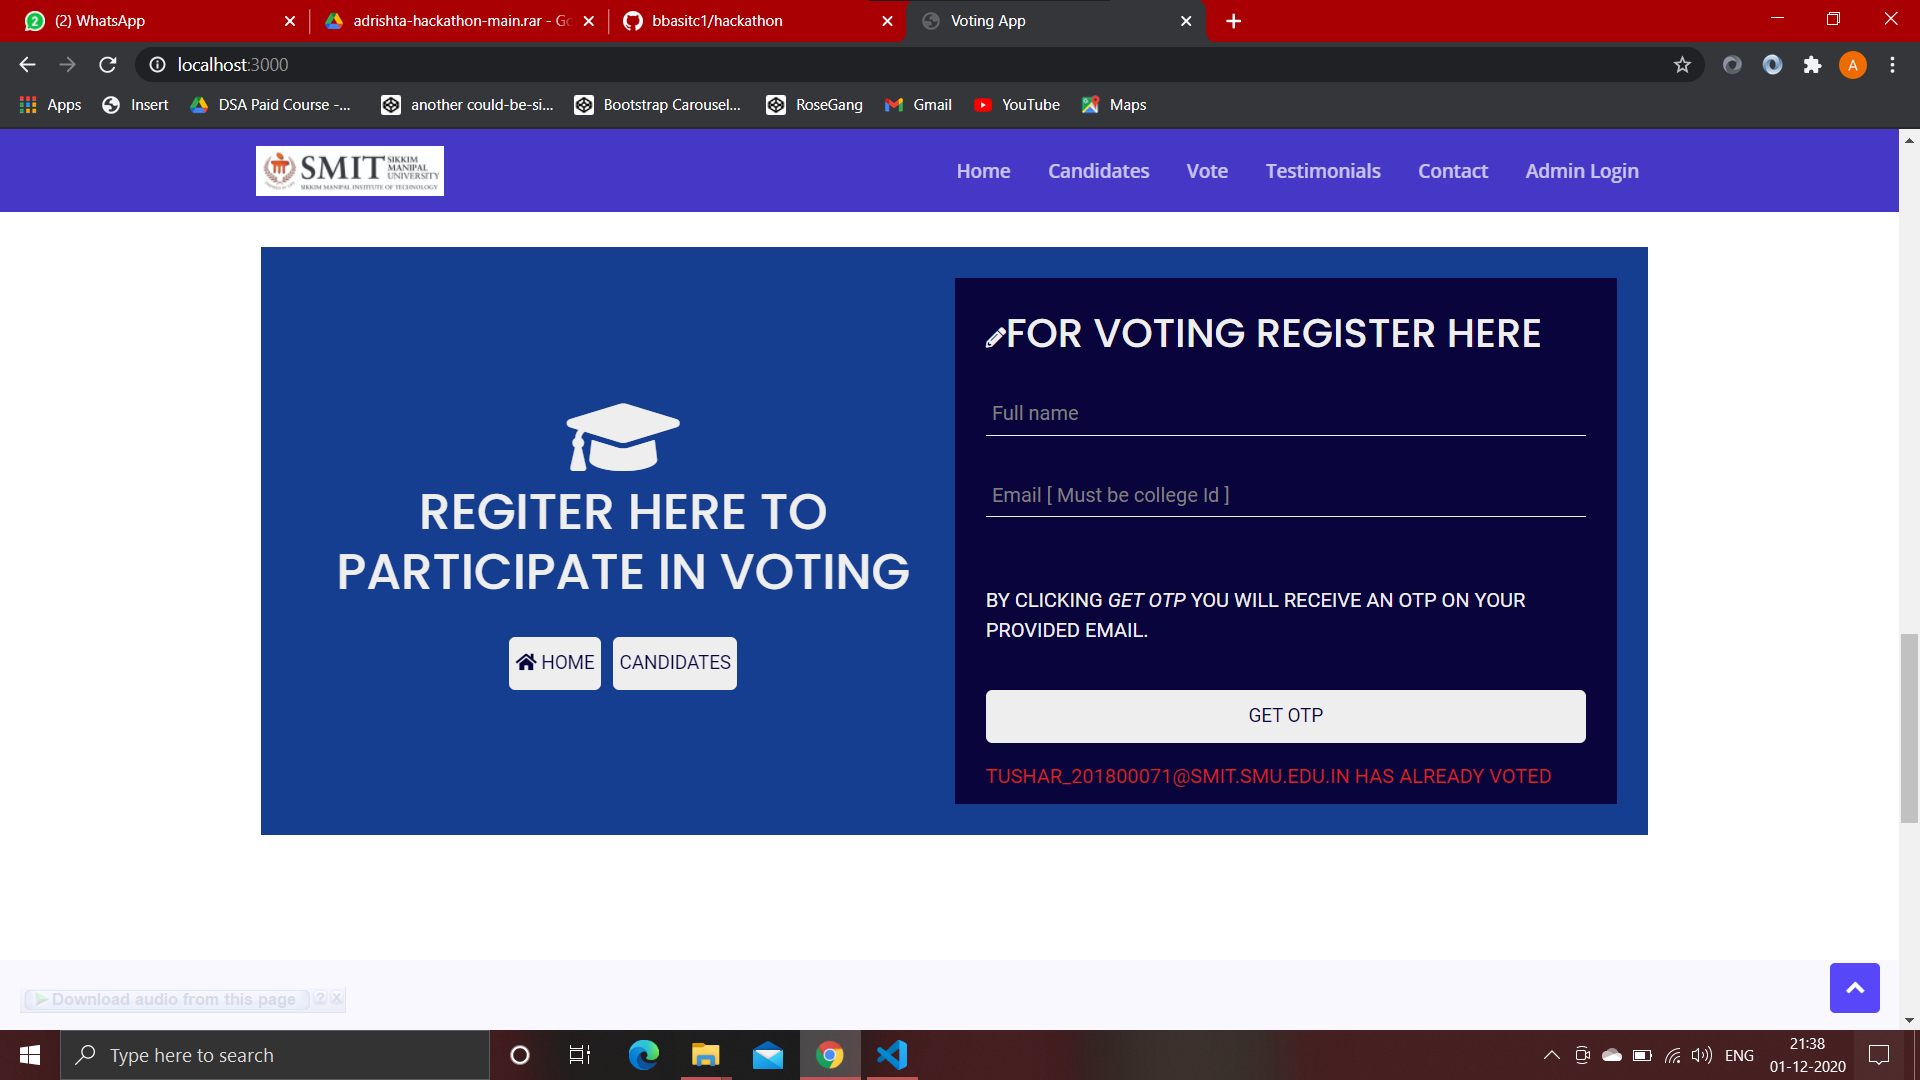 (2) WhatsApp
adrishta-hackathon-main.rar - Go
bbasitc1/hackathon
Voting App
localhost:3000
A
Apps
Insert
DSA Paid Course -...
another could-be-si...
Bootstrap Carousel...
RoseGang
Gmail
YouTube
Maps
SMIT
SIKKIM
MANIPAL
UNIVERSITY
SIKKIM MANIPAL INSTITUTE OF TECHNOLOGY
Home
Candidates
Vote
Testimonials
Contact
Admin Login
REGITER HERE TO
PARTICIPATE IN VOTING
HOME
CANDIDATES
FOR VOTING REGISTER HERE
Full name
Email [ Must be college Id ]
BY CLICKING GET OTP YOU WILL RECEIVE AN OTP ON YOUR
PROVIDED EMAIL.
GET OTP
TUSHAR_201800071@SMIT.SMU.EDU.IN HAS ALREADY VOTED
Download audio from this page
? X
Type here to search
ENG
21:38
01-12-2020